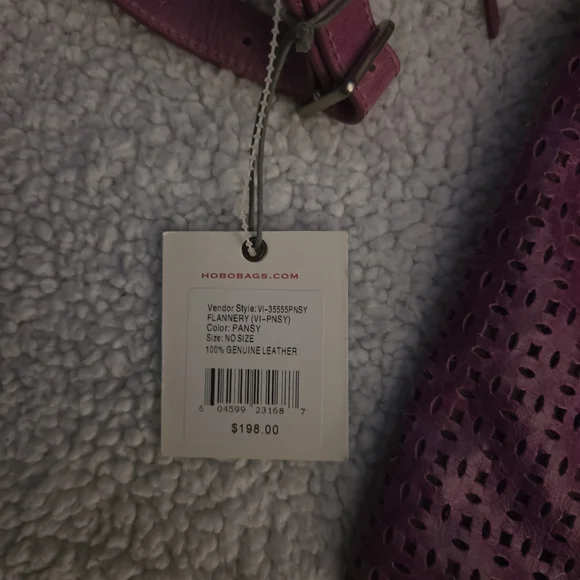 HOBOBAGS.COM
Vendor Style: VI-35555PNSY
FLANNERY (VI-PNSY)
Color: PANSY
Size: NO SIZE
100% GENUINE LEATHER
6 04599 23168 7
$198.00